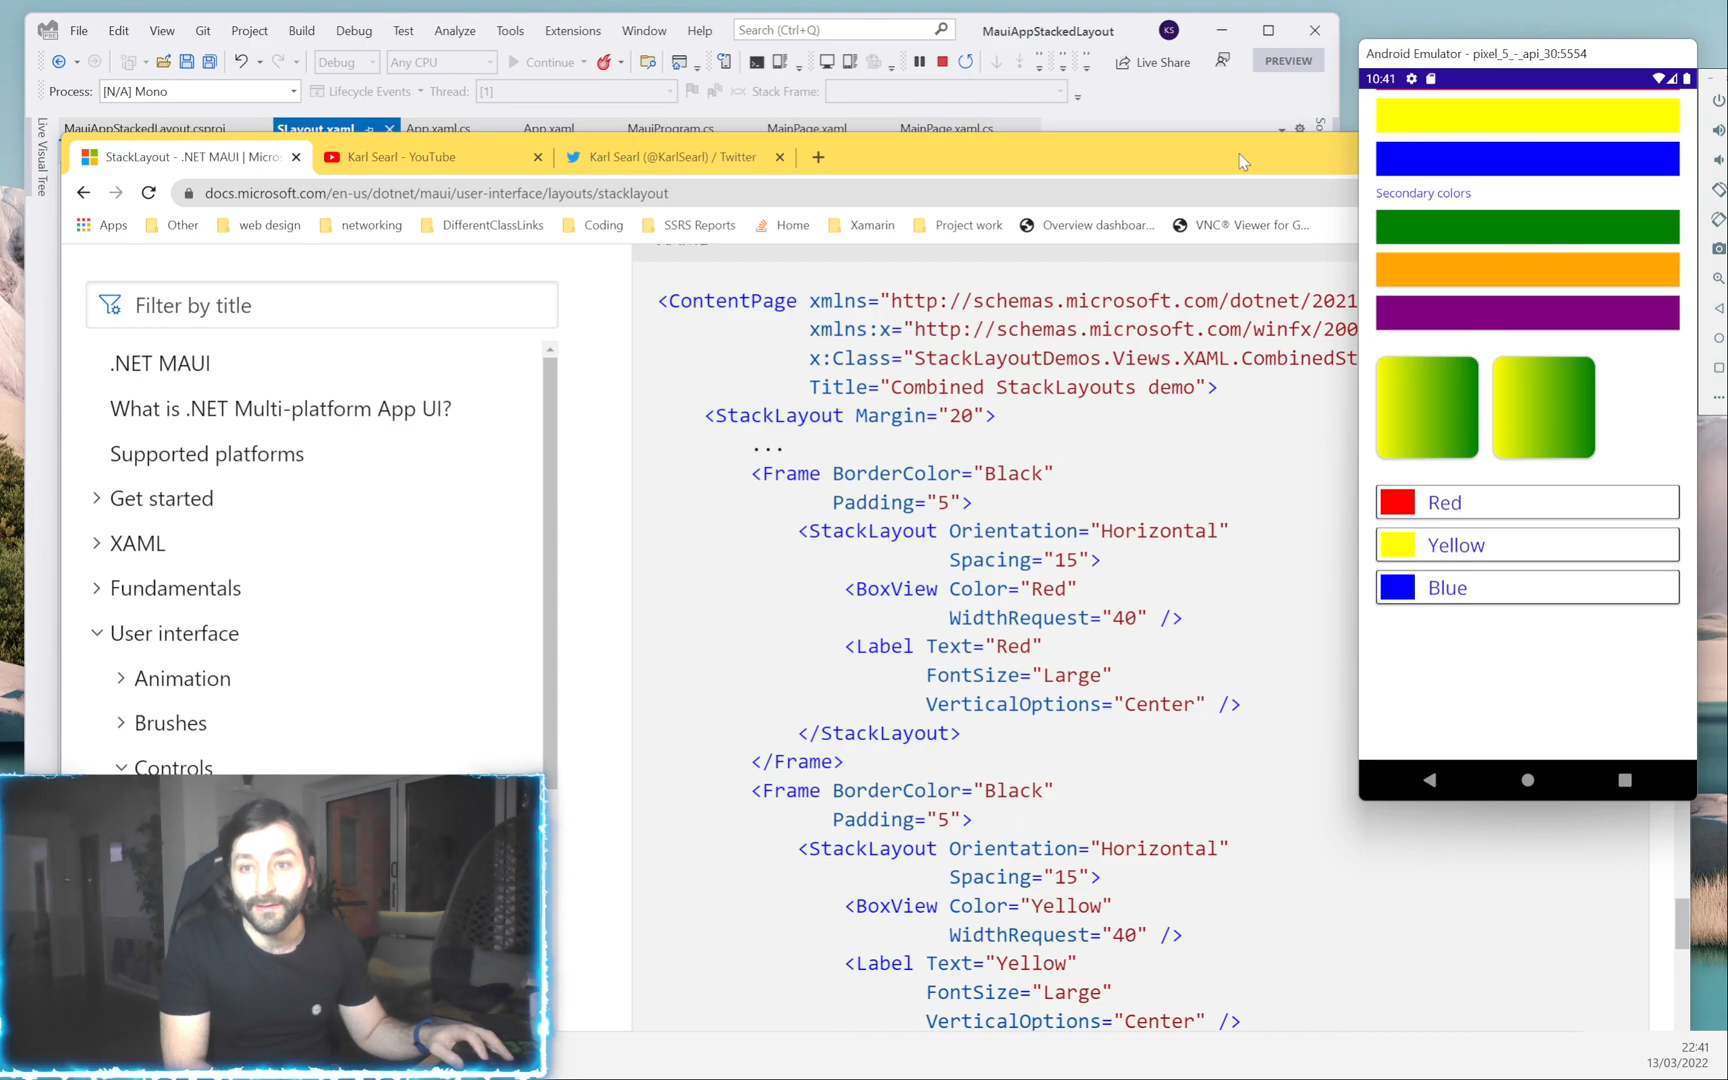 File Edit View Git Project Build Debug Test Analyze Tools Extensions Window Help Search (Ctrl+Q) MauiAppStackedLayout KS
Debug Any CPU Continue Live Share PREVIEW
Process: [N/A] Mono Lifecycle Events Thread: [1] Stack Frame:
Live Visual Tree
MauiAppStackedLayout.csproj SLayout.xaml App.xaml.cs App.xaml MauiProgram.cs MainPage.xaml MainPage.xaml.cs
So
StackLayout - .NET MAUI | Micros Karl Searl - YouTube Karl Searl (@KarlSearl) / Twitter
docs.microsoft.com/en-us/dotnet/maui/user-interface/layouts/stacklayout
Apps Other web design networking DifferentClassLinks Coding SSRS Reports Home Xamarin Project work Overview dashboar... VNC® Viewer for G...
Filter by title
.NET MAUI
What is .NET Multi-platform App UI?
Supported platforms
Get started
XAML
Fundamentals
User interface
Animation
Brushes
Controls
<ContentPage xmlns="http://schemas.microsoft.com/dotnet/2021
xmlns:x="http://schemas.microsoft.com/winfx/200
x:Class="StackLayoutDemos.Views.XAML.CombinedSt
Title="Combined StackLayouts demo">
<StackLayout Margin="20">
...
<Frame BorderColor="Black"
Padding="5">
<StackLayout Orientation="Horizontal"
Spacing="15">
<BoxView Color="Red"
WidthRequest="40" />
<Label Text="Red"
FontSize="Large"
VerticalOptions="Center" />
</StackLayout>
</Frame>
<Frame BorderColor="Black"
Padding="5">
<StackLayout Orientation="Horizontal"
Spacing="15">
<BoxView Color="Yellow"
WidthRequest="40" />
<Label Text="Yellow"
FontSize="Large"
VerticalOptions="Center" />
Android Emulator - pixel_5_-_api_30:5554
10:41
Secondary colors
Red
Yellow
Blue
22:41
13/03/2022